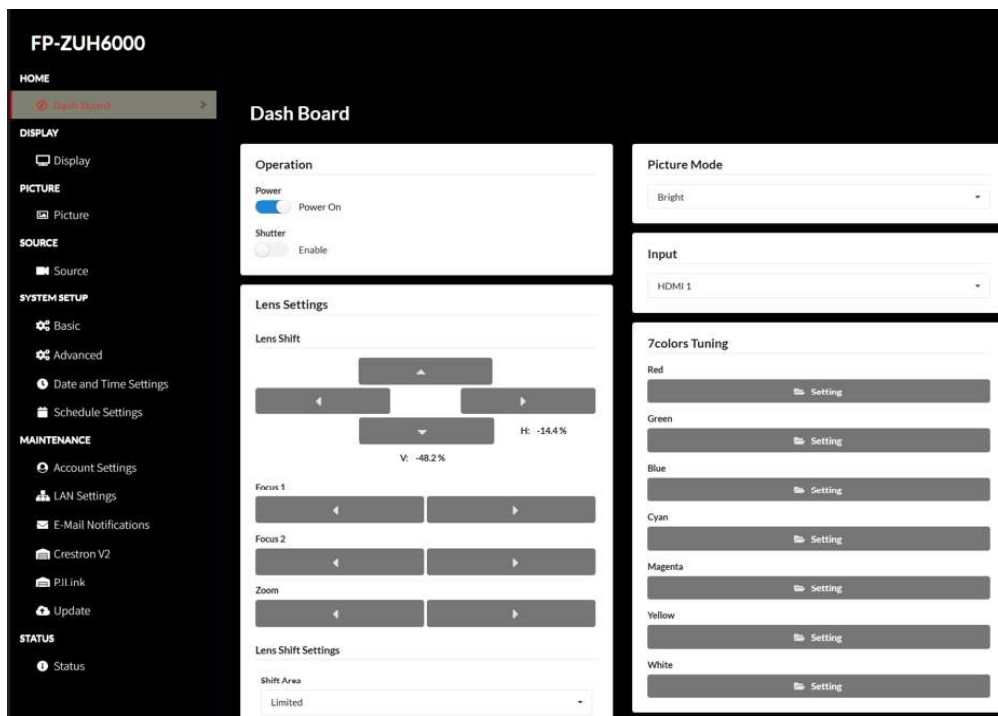 FP-ZUH6000
HOME
Dash Board
DISPLAY
Display
PICTURE
Picture
SOURCE
Source
SYSTEM SETUP
Basic
Advanced
Date and Time Settings
Schedule Settings
MAINTENANCE
Account Settings
LAN Settings
E-Mail Notifications
Crestron V2
PJLink
Update
STATUS
Status
Dash Board
Operation
Power
Power On
Shutter
Enable
Lens Settings
Lens Shift
H: -14.4 %
V: -48.2 %
Focus 1
Focus 2
Zoom
Lens Shift Settings
Shift Area
Limited
Picture Mode
Bright
Input
HDMI 1
7colors Tuning
Red
Setting
Green
Setting
Blue
Setting
Cyan
Setting
Magenta
Setting
Yellow
Setting
White
Setting